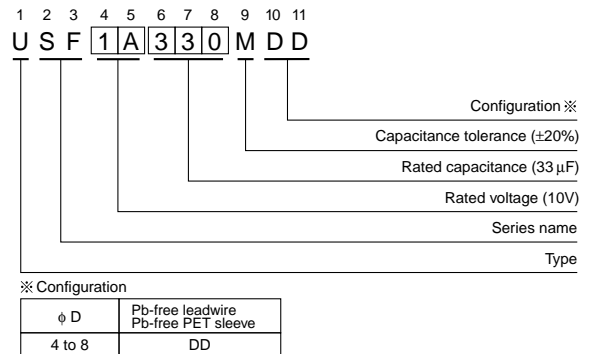 1 2 3 4 5 6 7 8 9 10 11
U S F 1 A 3 3 0 M D D
Configuration ※
Capacitance tolerance (±20%)
Rated capacitance (33 µF)
Rated voltage (10V)
Series name
Type
※ Configuration
ϕ D
Pb-free leadwire
Pb-free PET sleeve
4 to 8
DD